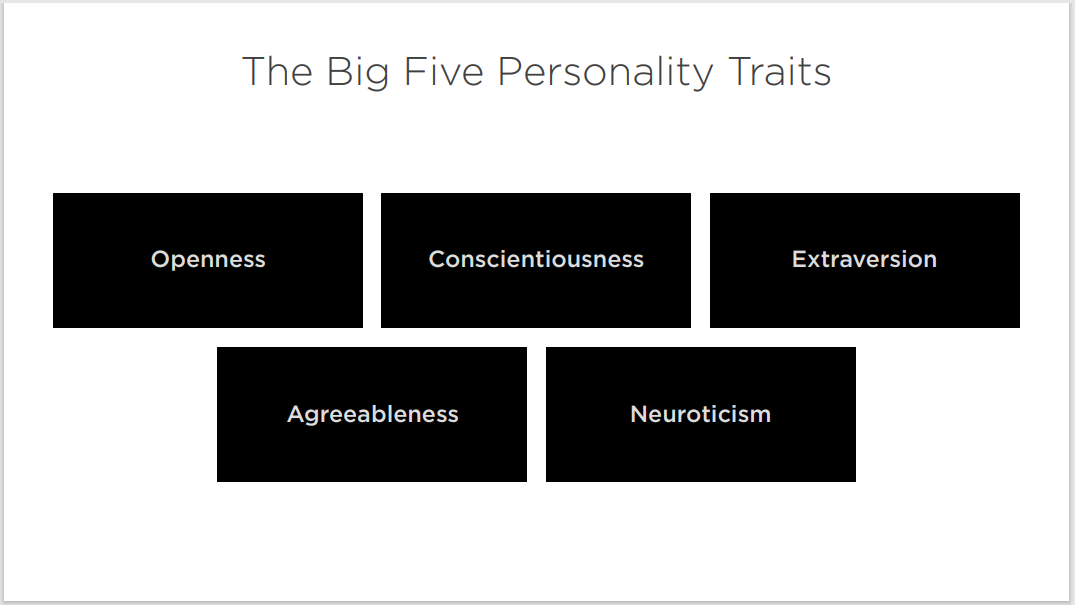 The Big Five Personality Traits
Openness
Conscientiousness
Extraversion
Agreeableness
Neuroticism